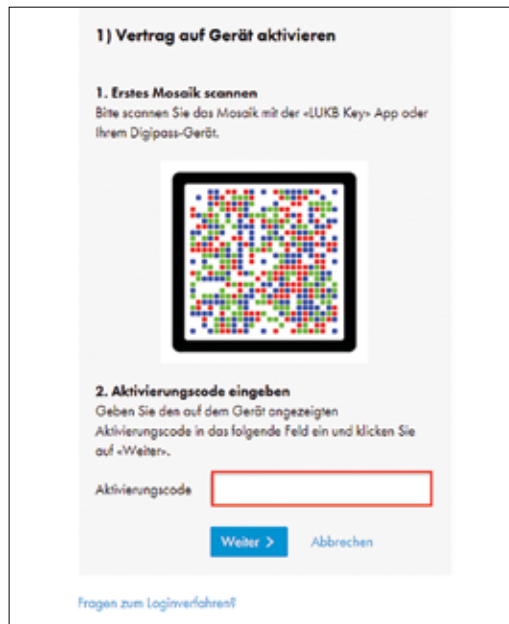 1) Vertrag auf Gerät aktivieren
1. Erstes Mosaik scannen
Bitte scannen Sie das Mosaik mit der «LUKB Key» App oder
Ihrem Digipass-Gerät.
2. Aktivierungscode eingeben
Geben Sie den auf dem Gerät angezeigten
Aktivierungscode in das folgende Feld ein und klicken Sie
auf «Weiter».
Aktivierungscode
Weiter > Abbrechen
Fragen zum Loginverfahren?